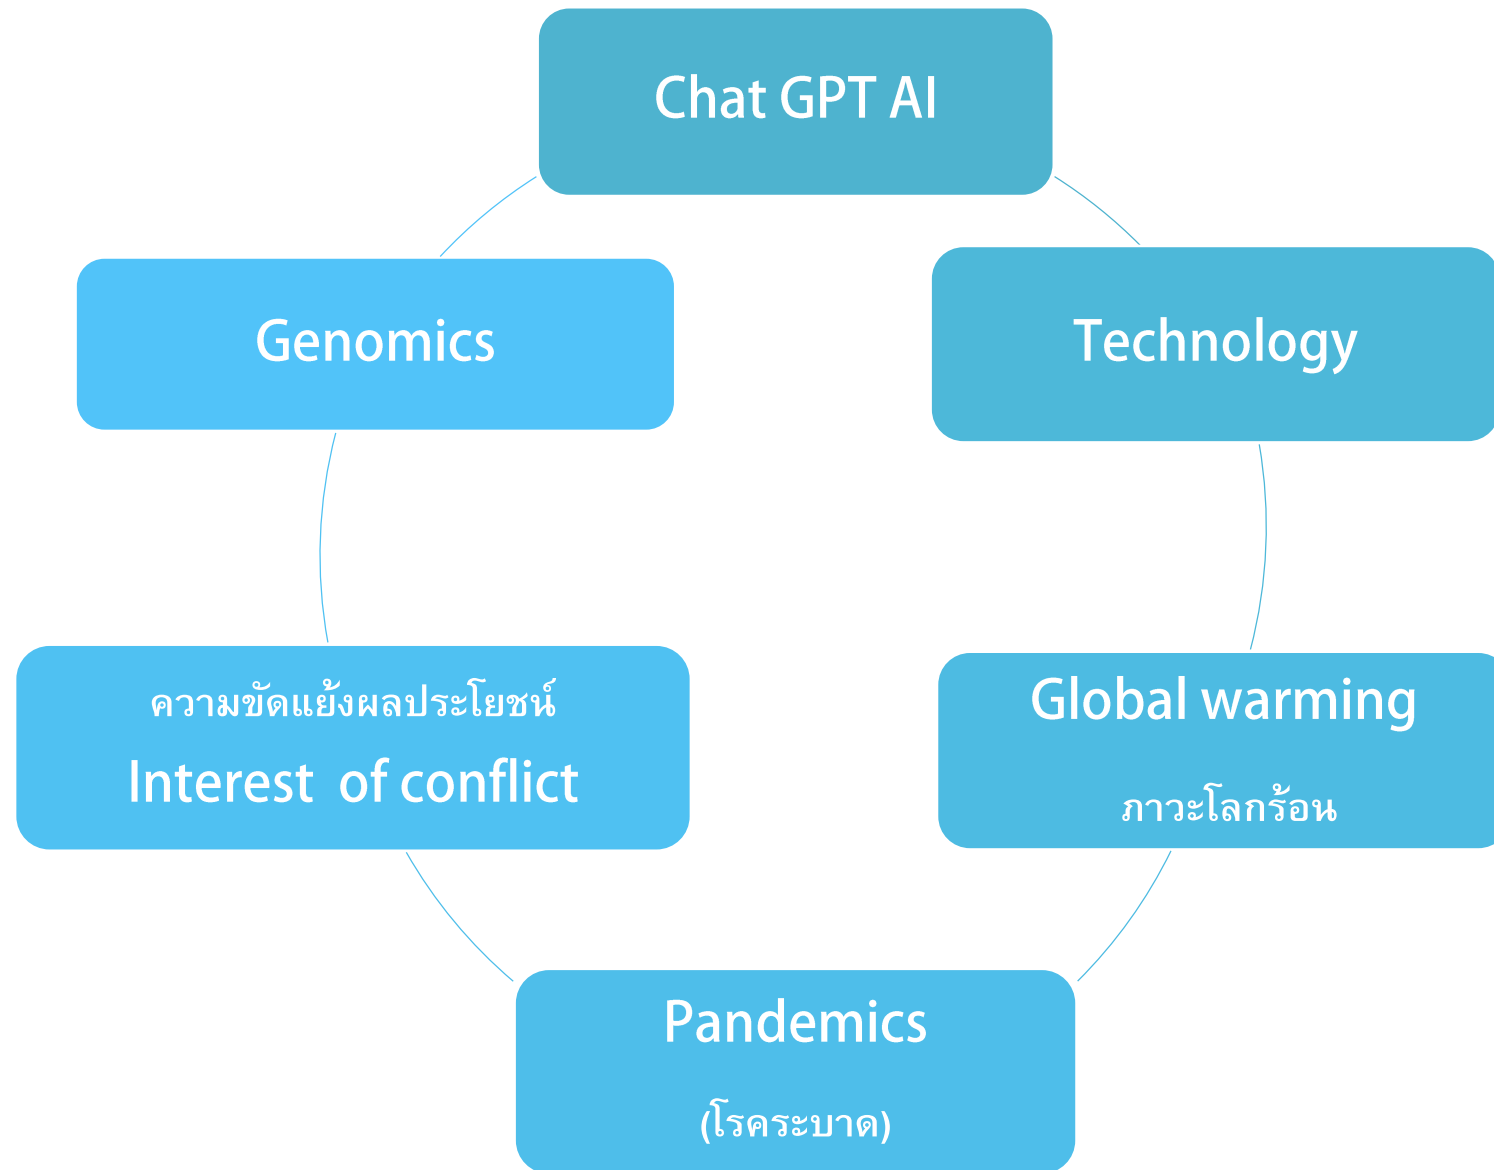 Chat GPT AI
Genomics
Technology
ความขัดแย้งผลประโยชน์
Interest  of conflict
Global warming
ภาวะโลกร้อน
Pandemics
(โรคระบาด)